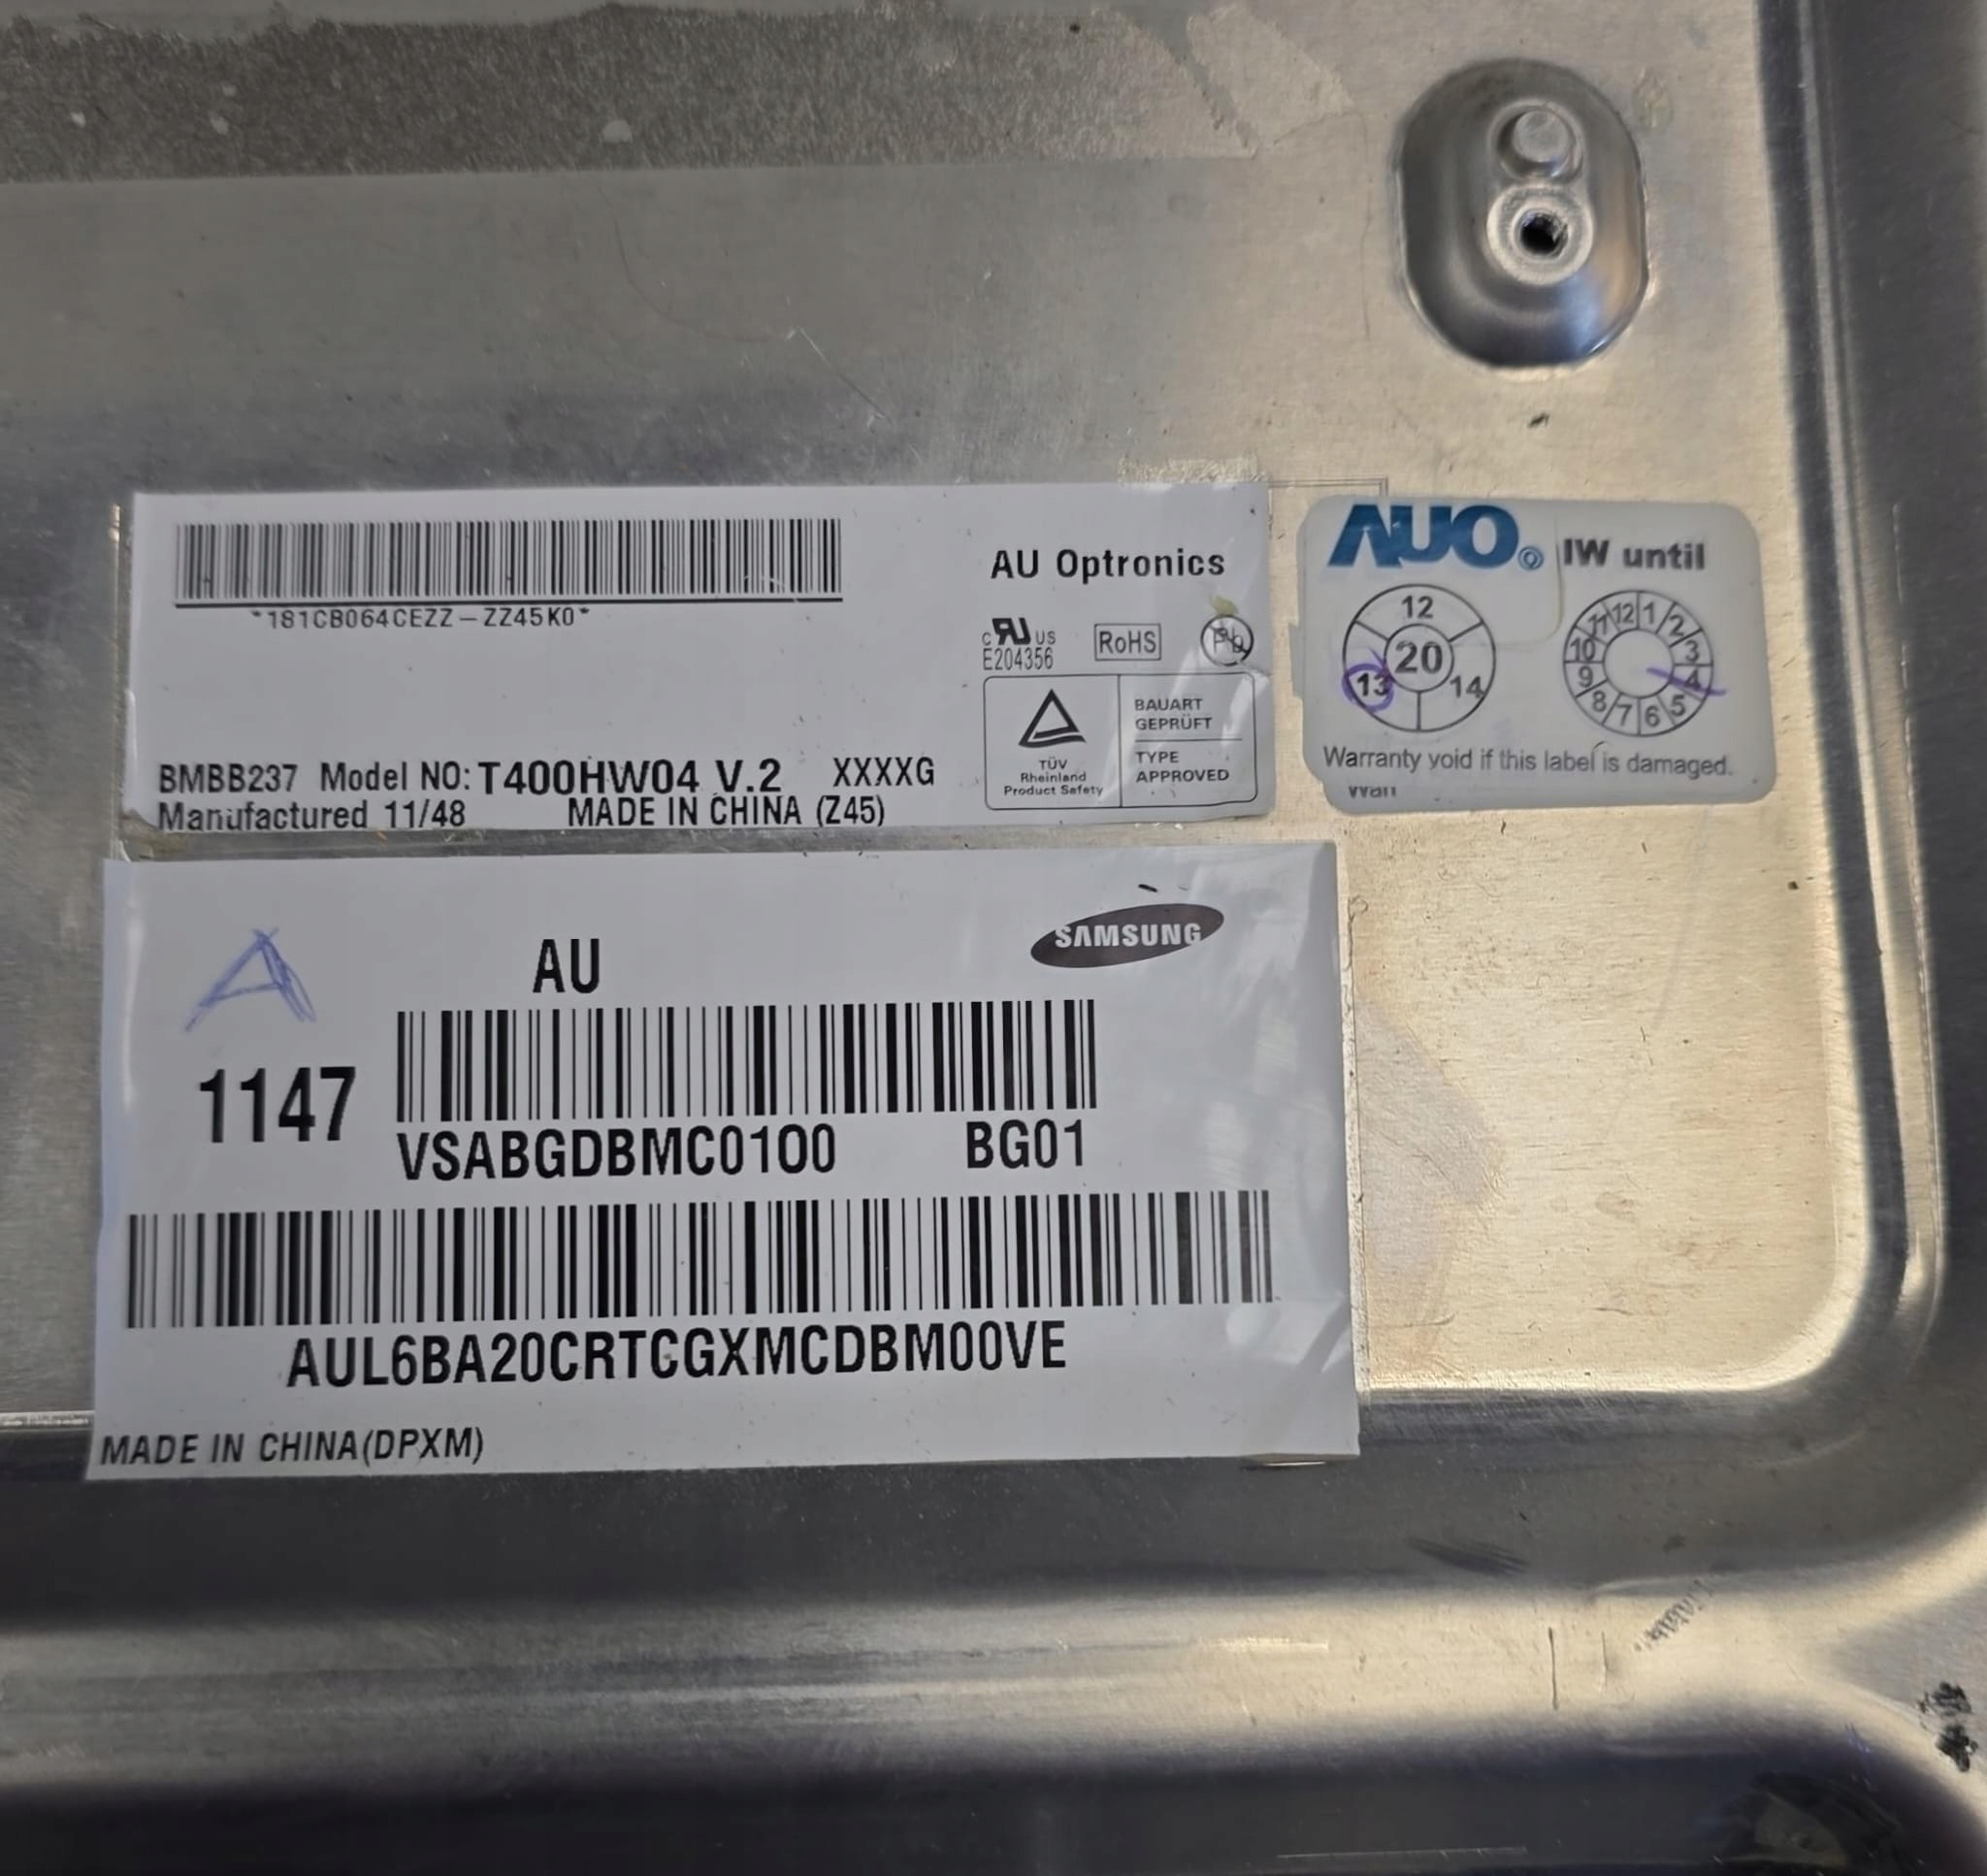 *181CB064CEZZ-ZZ45K0*
AU Optronics
c RU US
E204356
RoHS
Pb
BMBB237 Model NO: T400HW04 V.2 XXXXG
Manufactured 11/48 MADE IN CHINA (Z45)
TÜV
Rheinland
Product Safety
BAUART
GEPRÜFT
TYPE
APPROVED
AUO IW until
12
20
13
14
12 1 2 3 4 5 6 7 8 9 10 11
Warranty void if this label is damaged.
A
AU
SAMSUNG
1147
VSABGDBMC0100 BG01
AUL6BA20CRTCGXMCDBM00VE
MADE IN CHINA(DPXM)